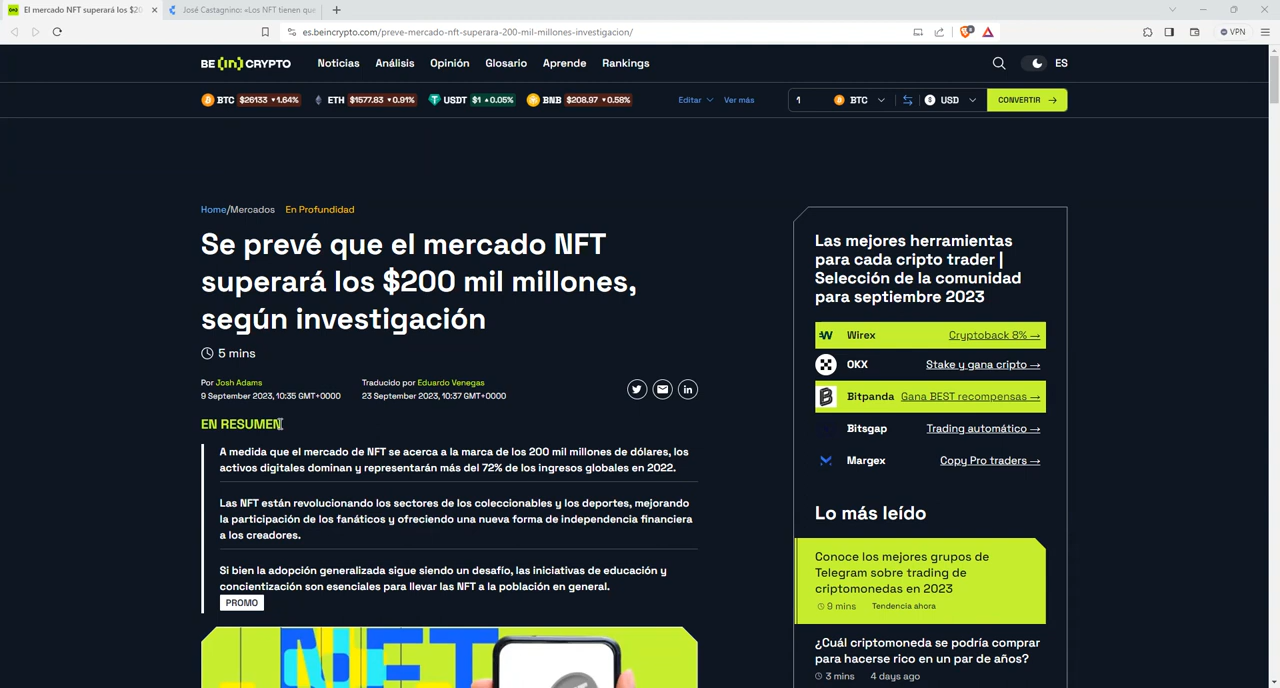 El mercado NFT superará los $20
José Castagnino: «Los NFT tienen que
es.beincrypto.com/preve-mercado-nft-superara-200-mil-millones-investigacion/
VPN
BE[IN]CRYPTO
Noticias Análisis Opinión Glosario Aprende Rankings
ES
BTC $26133 ▾1.64% ETH $1577.83 ▾0.91% USDT $1 ▴0.05% BNB $208.97 ▾0.58%
Editar Ver más
1 BTC USD CONVERTIR →
Home/Mercados En Profundidad
Se prevé que el mercado NFT
superará los $200 mil millones,
según investigación
5 mins
Por Josh Adams
9 September 2023, 10:35 GMT+0000
Traducido por Eduardo Venegas
23 September 2023, 10:37 GMT+0000
EN RESUMEN
A medida que el mercado de NFT se acerca a la marca de los 200 mil millones de dólares, los
activos digitales dominan y representarán más del 72% de los ingresos globales en 2022.
Las NFT están revolucionando los sectores de los coleccionables y los deportes, mejorando
la participación de los fanáticos y ofreciendo una nueva forma de independencia financiera
a los creadores.
Si bien la adopción generalizada sigue siendo un desafío, las iniciativas de educación y
concientización son esenciales para llevar las NFT a la población en general.
PROMO
NFT
Las mejores herramientas
para cada cripto trader |
Selección de la comunidad
para septiembre 2023
Wirex Cryptoback 8% →
OKX Stake y gana cripto →
Bitpanda Gana BEST recompensas →
Bitsgap Trading automático →
Margex Copy Pro traders →
Lo más leído
Conoce los mejores grupos de
Telegram sobre trading de
criptomonedas en 2023
9 mins Tendencia ahora
¿Cuál criptomoneda se podría comprar
para hacerse rico en un par de años?
3 mins 4 days ago